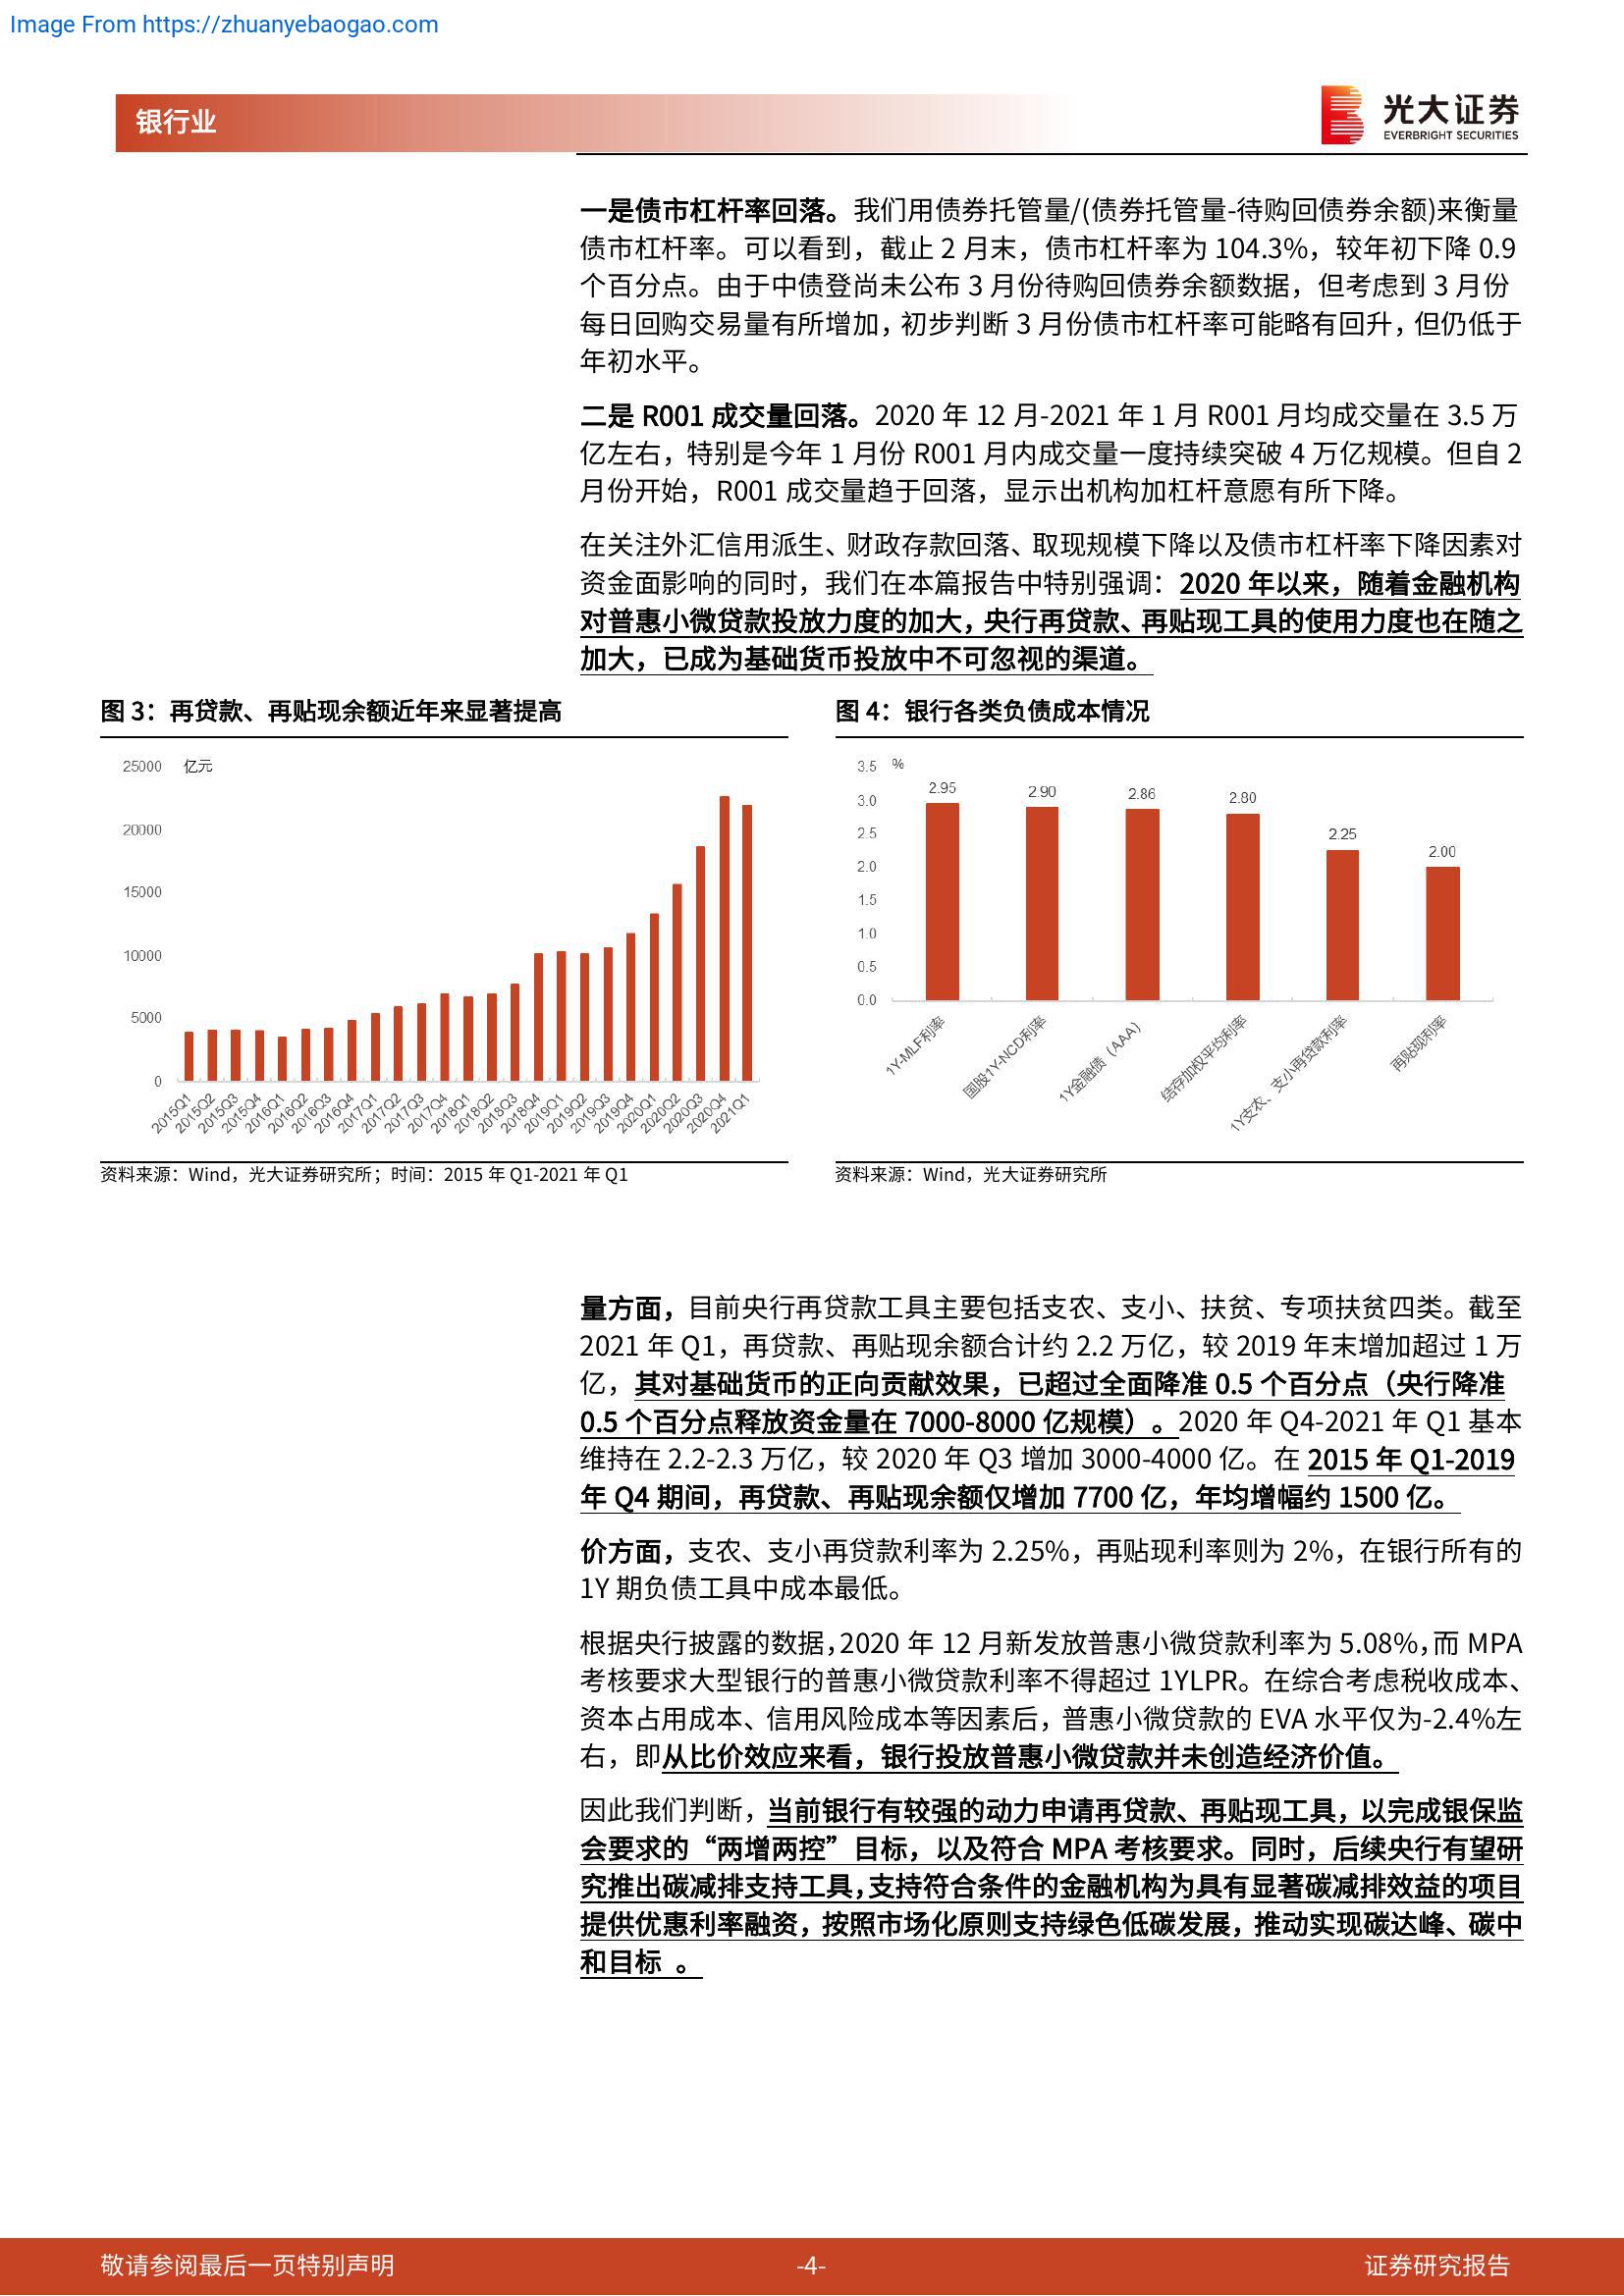 Image From https://zhuanyebaogao.com
银行业
光大证券
EVERBRIGHT SECURITIES
一是债市杠杆率回落。我们用债券托管量/(债券托管量-待购回债券余额)来衡量
债市杠杆率。可以看到，截止 2 月末，债市杠杆率为 104.3%，较年初下降 0.9
个百分点。由于中债登尚未公布 3 月份待购回债券余额数据，但考虑到 3 月份
每日回购交易量有所增加，初步判断 3 月份债市杠杆率可能略有回升，但仍低于
年初水平。
二是 R001 成交量回落。2020 年 12 月-2021 年 1 月 R001 月均成交量在 3.5 万
亿左右，特别是今年 1 月份 R001 月内成交量一度持续突破 4 万亿规模。但自 2
月份开始，R001 成交量趋于回落，显示出机构加杠杆意愿有所下降。
在关注外汇信用派生、财政存款回落、取现规模下降以及债市杠杆率下降因素对
资金面影响的同时，我们在本篇报告中特别强调：2020 年以来，随着金融机构
对普惠小微贷款投放力度的加大，央行再贷款、再贴现工具的使用力度也在随之
加大，已成为基础货币投放中不可忽视的渠道。
图 3：再贷款、再贴现余额近年来显著提高
25000
亿元
20000
15000
10000
5000
0
2015Q1
2015Q2
2015Q3
2015Q4
2016Q1
2016Q2
2016Q3
2016Q4
2017Q1
2017Q2
2017Q3
2017Q4
2018Q1
2018Q2
2018Q3
2018Q4
2019Q1
2019Q2
2019Q3
2019Q4
2020Q1
2020Q2
2020Q3
2020Q4
2021Q1
资料来源：Wind，光大证券研究所；时间：2015 年 Q1-2021 年 Q1
图 4：银行各类负债成本情况
3.5
%
3.0
2.5
2.0
1.5
1.0
0.5
0.0
2.95
2.90
2.86
2.80
2.25
2.00
1Y-MLF利率
国股1Y-NCD利率
1Y金融债（AAA）
结存加权平均利率
1Y支农、支小再贷款利率
再贴现利率
资料来源：Wind，光大证券研究所
量方面，目前央行再贷款工具主要包括支农、支小、扶贫、专项扶贫四类。截至
2021 年 Q1，再贷款、再贴现余额合计约 2.2 万亿，较 2019 年末增加超过 1 万
亿，其对基础货币的正向贡献效果，已超过全面降准 0.5 个百分点（央行降准
0.5 个百分点释放资金量在 7000-8000 亿规模）。2020 年 Q4-2021 年 Q1 基本
维持在 2.2-2.3 万亿，较 2020 年 Q3 增加 3000-4000 亿。在 2015 年 Q1-2019
年 Q4 期间，再贷款、再贴现余额仅增加 7700 亿，年均增幅约 1500 亿。
价方面，支农、支小再贷款利率为 2.25%，再贴现利率则为 2%，在银行所有的
1Y 期负债工具中成本最低。
根据央行披露的数据，2020 年 12 月新发放普惠小微贷款利率为 5.08%，而 MPA
考核要求大型银行的普惠小微贷款利率不得超过 1YLPR。在综合考虑税收成本、
资本占用成本、信用风险成本等因素后，普惠小微贷款的 EVA 水平仅为-2.4%左
右，即从比价效应来看，银行投放普惠小微贷款并未创造经济价值。
因此我们判断，当前银行有较强的动力申请再贷款、再贴现工具，以完成银保监
会要求的“两增两控”目标，以及符合 MPA 考核要求。同时，后续央行有望研
究推出碳减排支持工具，支持符合条件的金融机构为具有显著碳减排效益的项目
提供优惠利率融资，按照市场化原则支持绿色低碳发展，推动实现碳达峰、碳中
和目标 。
敬请参阅最后一页特别声明
-4-
证券研究报告